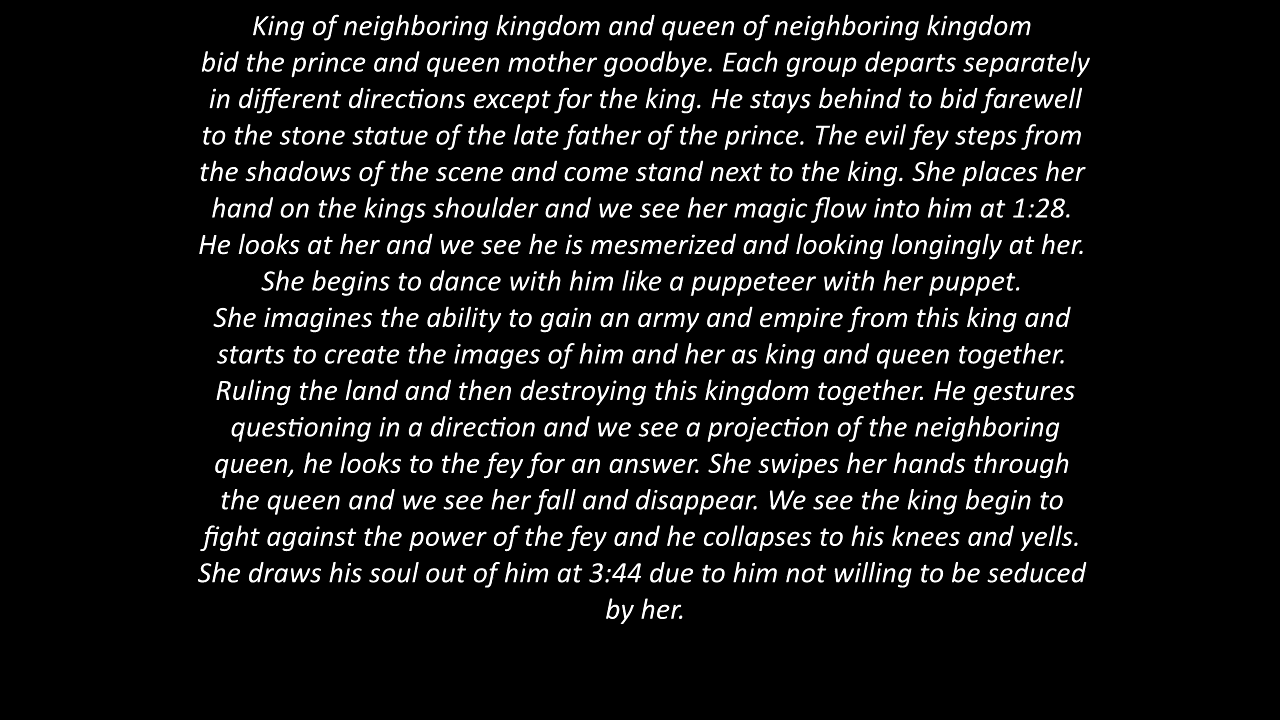 King of neighboring kingdom and queen of neighboring kingdom
bid the prince and queen mother goodbye. Each group departs separately
in different directions except for the king. He stays behind to bid farewell
to the stone statue of the late father of the prince. The evil fey steps from
the shadows of the scene and come stand next to the king. She places her
hand on the kings shoulder and we see her magic flow into him at 1:28.
He looks at her and we see he is mesmerized and looking longingly at her.
She begins to dance with him like a puppeteer with her puppet.
She imagines the ability to gain an army and empire from this king and
starts to create the images of him and her as king and queen together.
Ruling the land and then destroying this kingdom together. He gestures
questioning in a direction and we see a projection of the neighboring
queen, he looks to the fey for an answer. She swipes her hands through
the queen and we see her fall and disappear. We see the king begin to
fight against the power of the fey and he collapses to his knees and yells.
She draws his soul out of him at 3:44 due to him not willing to be seduced
by her.